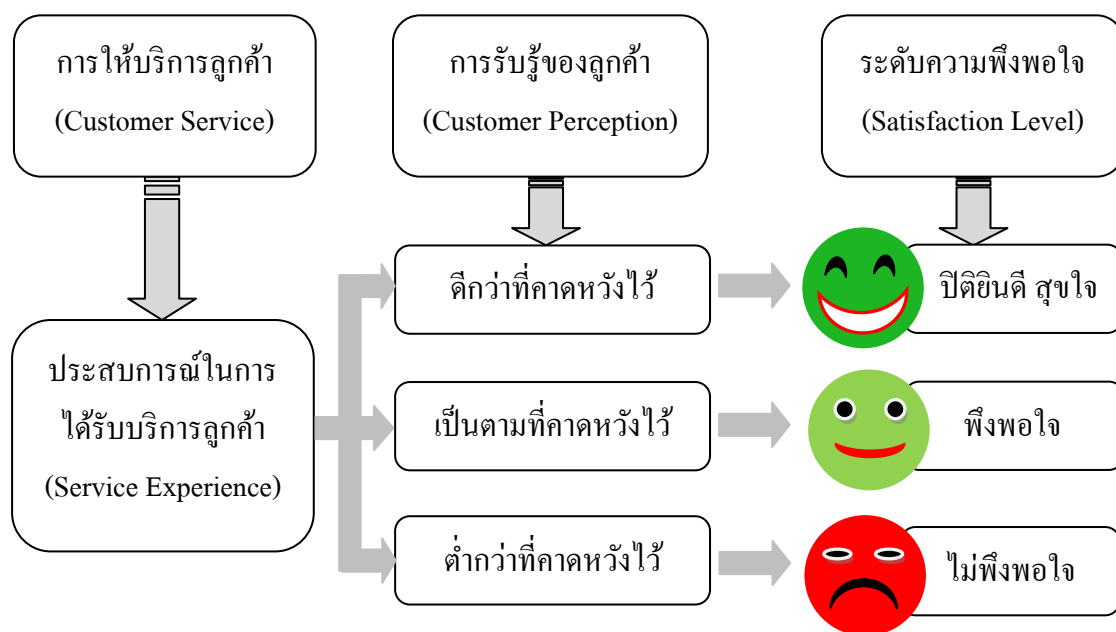 การให้บริการลูกค้า
(Customer Service)
การรับรู้ของลูกค้า
(Customer Perception)
ระดับความพึงพอใจ
(Satisfaction Level)
ประสบการณ์ในการ
ได้รับบริการลูกค้า
(Service Experience)
ดีกว่าที่คาดหวังไว้
ปิติยินดี สุขใจ
เป็นตามที่คาดหวังไว้
พึงพอใจ
ต่ำกว่าที่คาดหวังไว้
ไม่พึงพอใจ